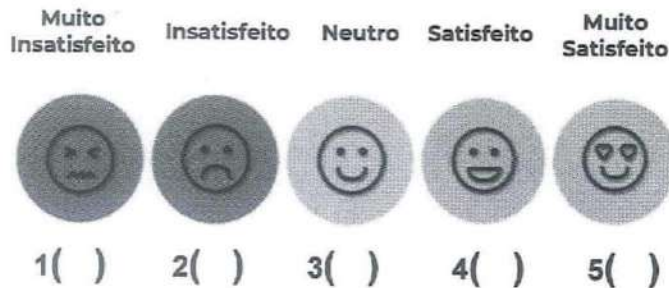 Muito
Insatisfeito
Insatisfeito
Neutro
Satisfeito
Muito
Satisfeito
1( ) 2( ) 3( ) 4( ) 5( )